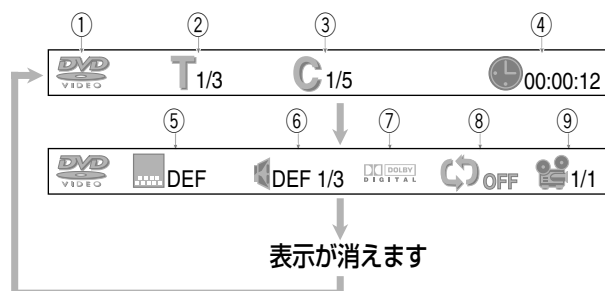 ① ② ③ ④
DVD VIDEO T 1/3 C 1/5 00:00:12
⑤ ⑥ ⑦ ⑧ ⑨
DVD VIDEO DEF DEF 1/3 DOLBY DIGITAL OFF 1/1
表示が消えます